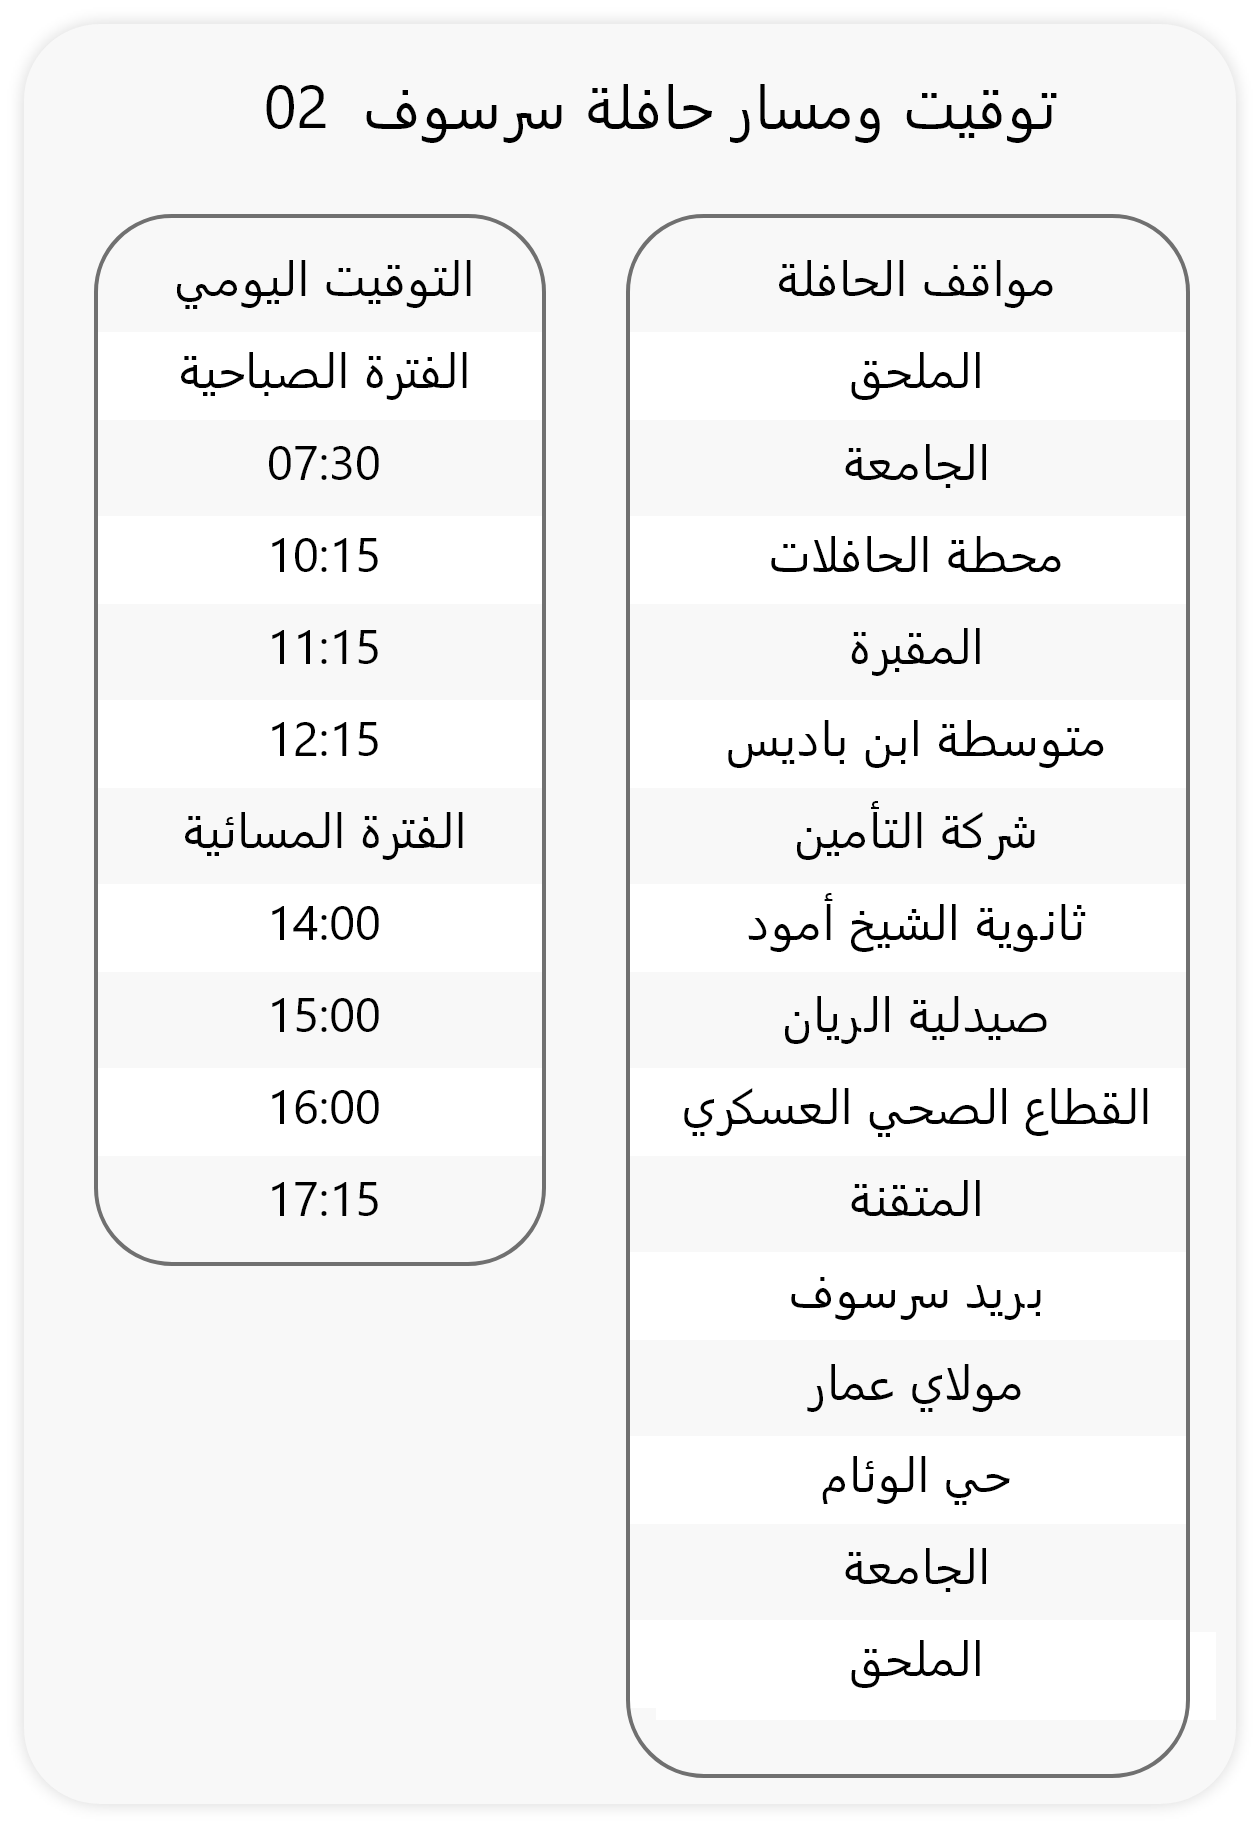 توقيت ومسار حافلة سرسوف 02
مواقف الحافلة
الملحق
الجامعة
محطة الحافلات
المقبرة
متوسطة ابن باديس
شركة التأمين
ثانوية الشيخ أمود
صيدلية الريان
القطاع الصحي العسكري
المتقنة
بريد سرسوف
مولاي عمار
حي الوئام
الجامعة
الملحق
التوقيت اليومي
الفترة الصباحية
07:30
10:15
11:15
12:15
الفترة المسائية
14:00
15:00
16:00
17:15